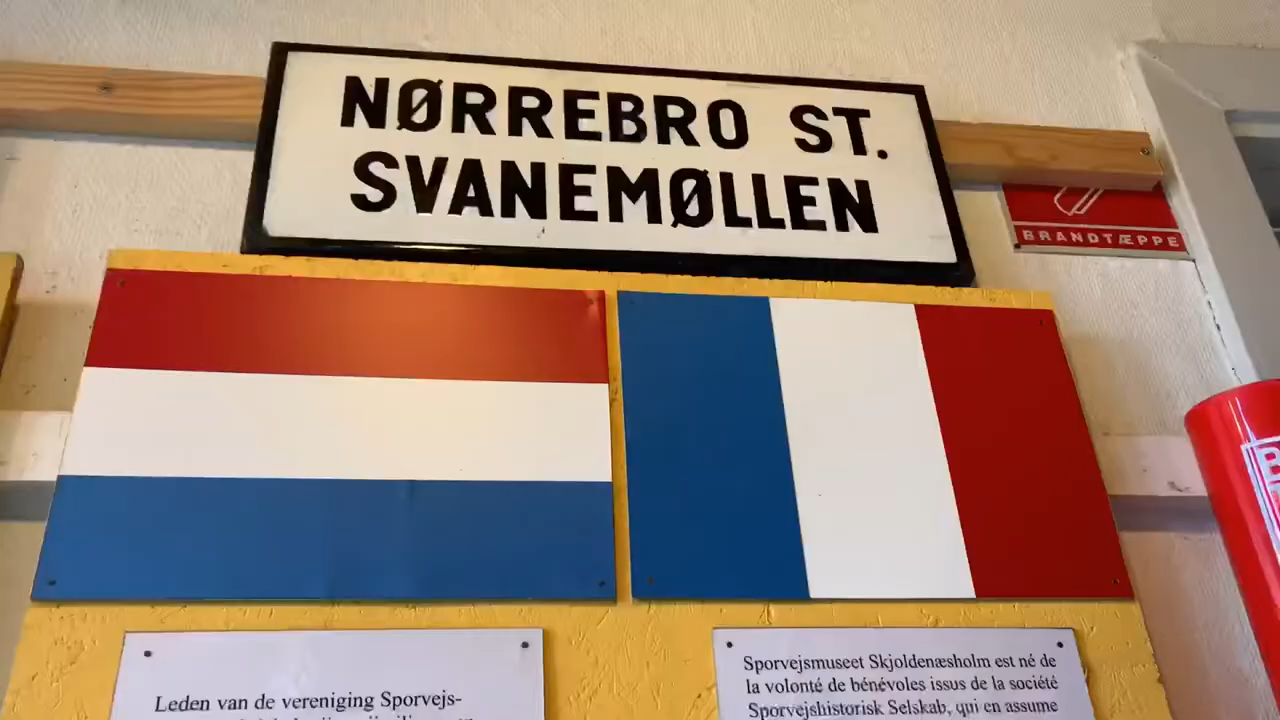 NØRREBRO ST.
SVANEMØLLEN
BRANDTÆPPE
Leden van de vereniging Sporvejs-
Sporvejsmuseet Skjoldenæsholm est né de
la volonté de bénévoles issus de la société
Sporvejshistorisk Selskab, qui en assume